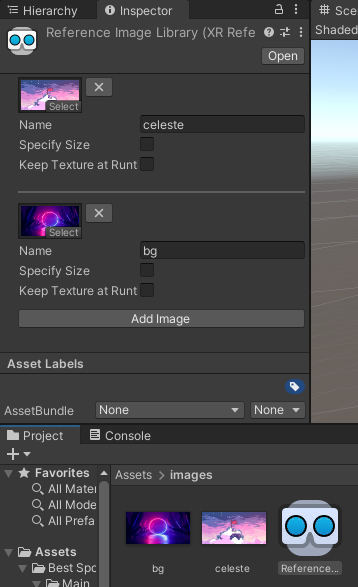 Hierarchy
Inspector
Sce
Reference Image Library (XR Refe
Shaded
Open
Select
Name
celeste
Specify Size
Keep Texture at Runt
Select
Name
bg
Specify Size
Keep Texture at Runt
Add Image
Asset Labels
AssetBundle
None
None
Project
Console
Favorites
All Mater
All Mode
All Prefa
Assets
Best Spo
Main
Assets > images
bg
celeste
Reference...